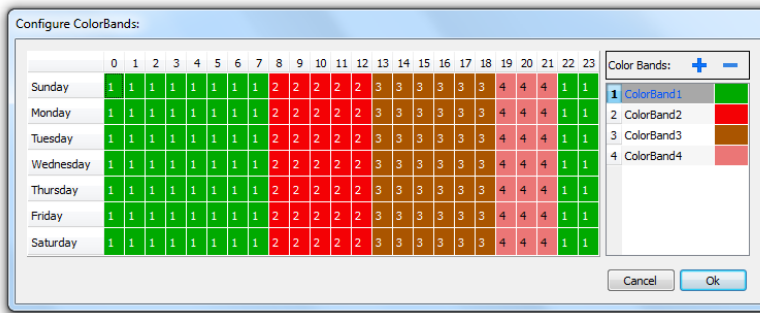 Configure ColorBands:
0 1 2 3 4 5 6 7 8 9 10 11 12 13 14 15 16 17 18 19 20 21 22 23
Sunday 1 1 1 1 1 1 1 1 2 2 2 2 2 3 3 3 3 3 3 4 4 4 1 1
Monday 1 1 1 1 1 1 1 1 2 2 2 2 2 3 3 3 3 3 3 4 4 4 1 1
Tuesday 1 1 1 1 1 1 1 1 2 2 2 2 2 3 3 3 3 3 3 4 4 4 1 1
Wednesday 1 1 1 1 1 1 1 1 2 2 2 2 2 3 3 3 3 3 3 4 4 4 1 1
Thursday 1 1 1 1 1 1 1 1 2 2 2 2 2 3 3 3 3 3 3 4 4 4 1 1
Friday 1 1 1 1 1 1 1 1 2 2 2 2 2 3 3 3 3 3 3 4 4 4 1 1
Saturday 1 1 1 1 1 1 1 1 2 2 2 2 2 3 3 3 3 3 3 4 4 4 1 1
Color Bands:
1 ColorBand1
2 ColorBand2
3 ColorBand3
4 ColorBand4
Cancel Ok